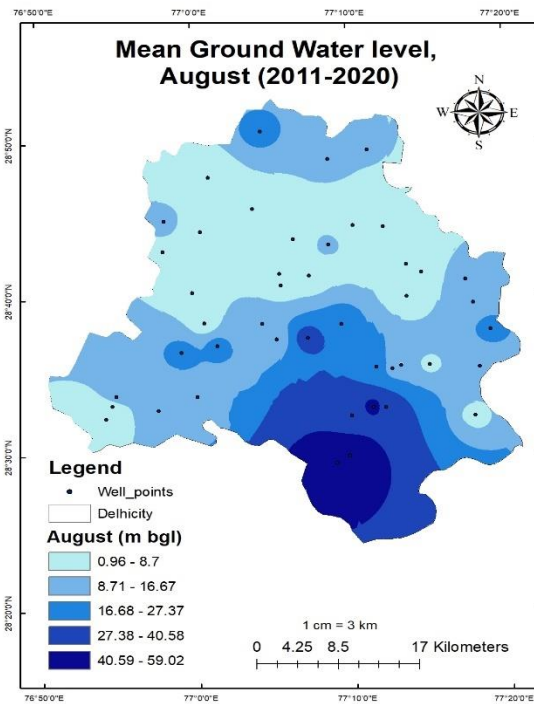 76°50'0"E 77°0'0"E 77°10'0"E 77°20'0"E
Mean Ground Water level,
August (2011-2020)
N
W E
S
28°50'0"N
28°40'0"N
28°30'0"N
28°20'0"N
Legend
Well_points
Delhicity
August (m bgl)
0.96 - 8.7
8.71 - 16.67
16.68 - 27.37
27.38 - 40.58
40.59 - 59.02
1 cm = 3 km
0 4.25 8.5 17 Kilometers
76°50'0"E 77°0'0"E 77°10'0"E 77°20'0"E